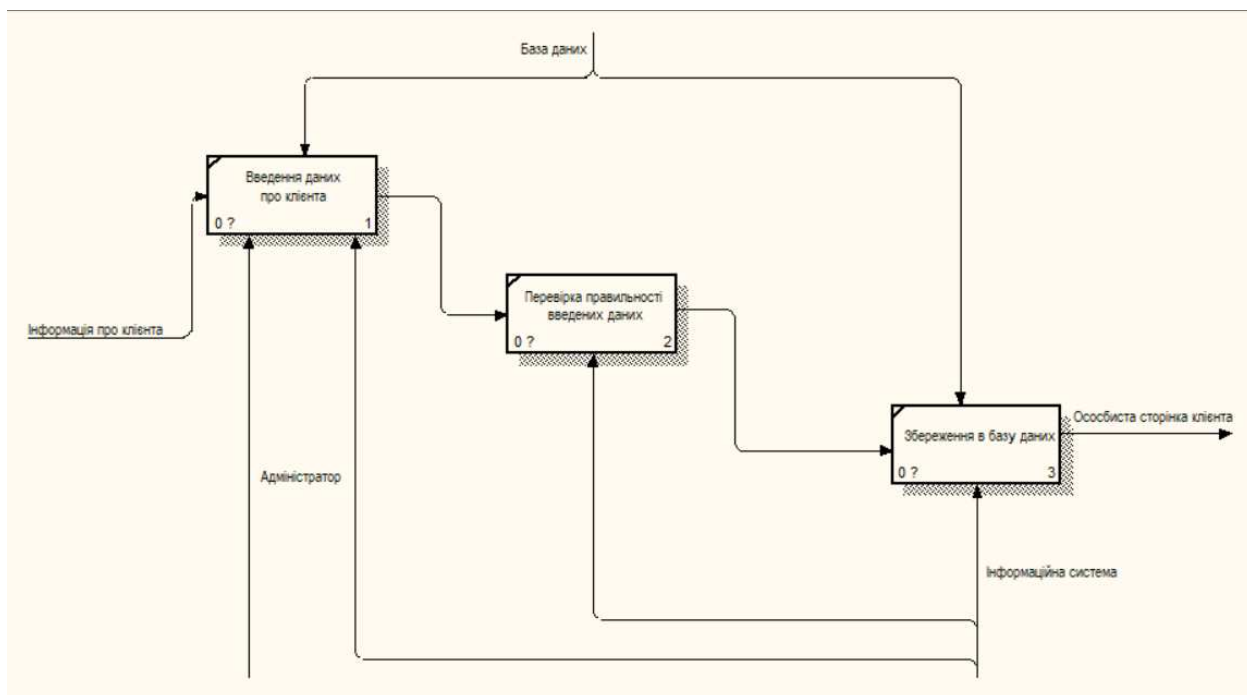 База даних
Введення даних
про клієнта
0 ?
1
Перевірка правильності
введених даних
0 ?
2
Інформація про клієнта
Ососбиста сторінка клієнта
Збереження в базу даних
0 ?
3
Адміністратор
Інформаційна система